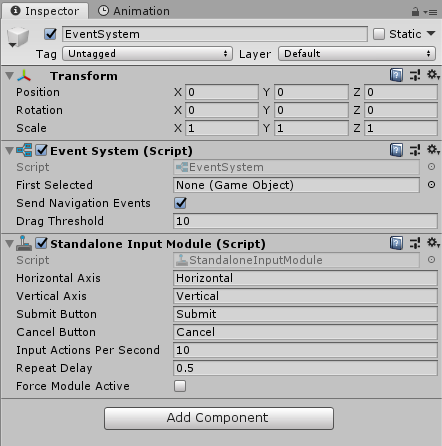 Inspector Animation
EventSystem Static
Tag Untagged Layer Default
Transform
Position X 0 Y 0 Z 0
Rotation X 0 Y 0 Z 0
Scale X 1 Y 1 Z 1
Event System (Script)
Script EventSystem
First Selected None (Game Object)
Send Navigation Events
Drag Threshold 10
Standalone Input Module (Script)
Script StandaloneInputModule
Horizontal Axis Horizontal
Vertical Axis Vertical
Submit Button Submit
Cancel Button Cancel
Input Actions Per Second 10
Repeat Delay 0.5
Force Module Active
Add Component